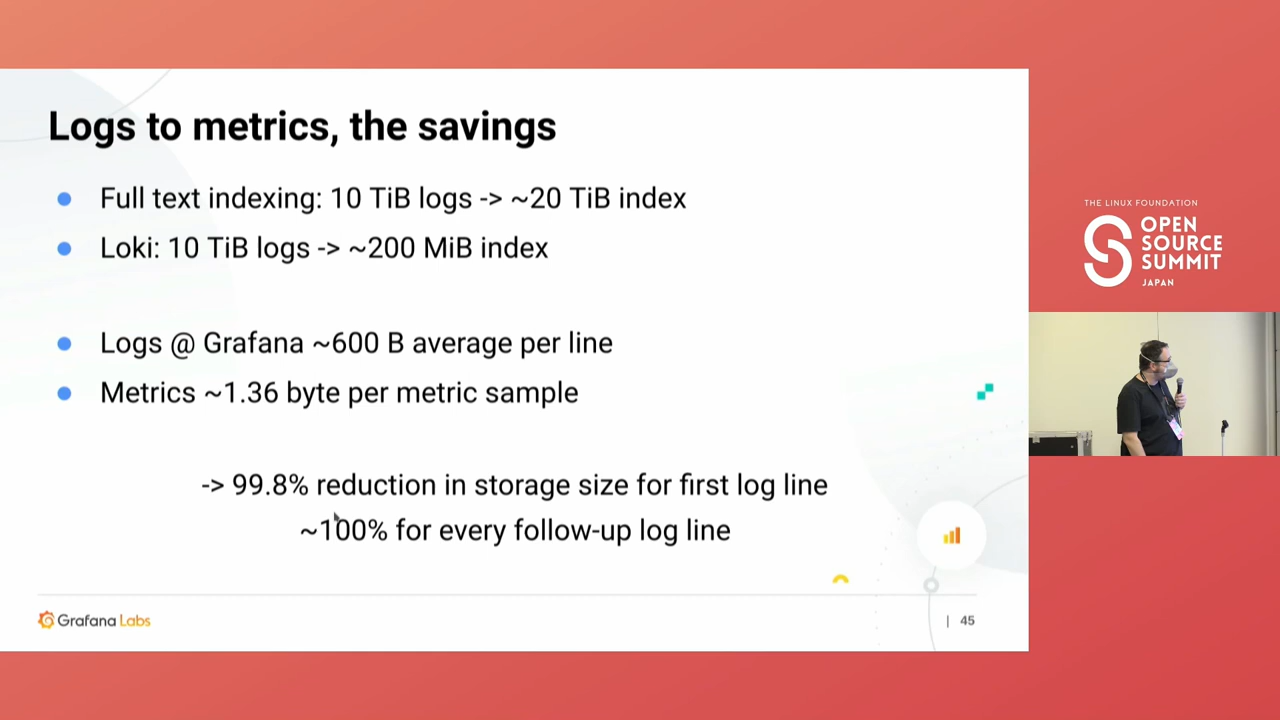 Logs to metrics, the savings
Full text indexing: 10 TiB logs -> ~20 TiB index
Loki: 10 TiB logs -> ~200 MiB index
Logs @ Grafana ~600 B average per line
Metrics ~1.36 byte per metric sample
-> 99.8% reduction in storage size for first log line
~100% for every follow-up log line
Grafana Labs
| 45
THE LINUX FOUNDATION
OPEN
SOURCE
SUMMIT
JAPAN